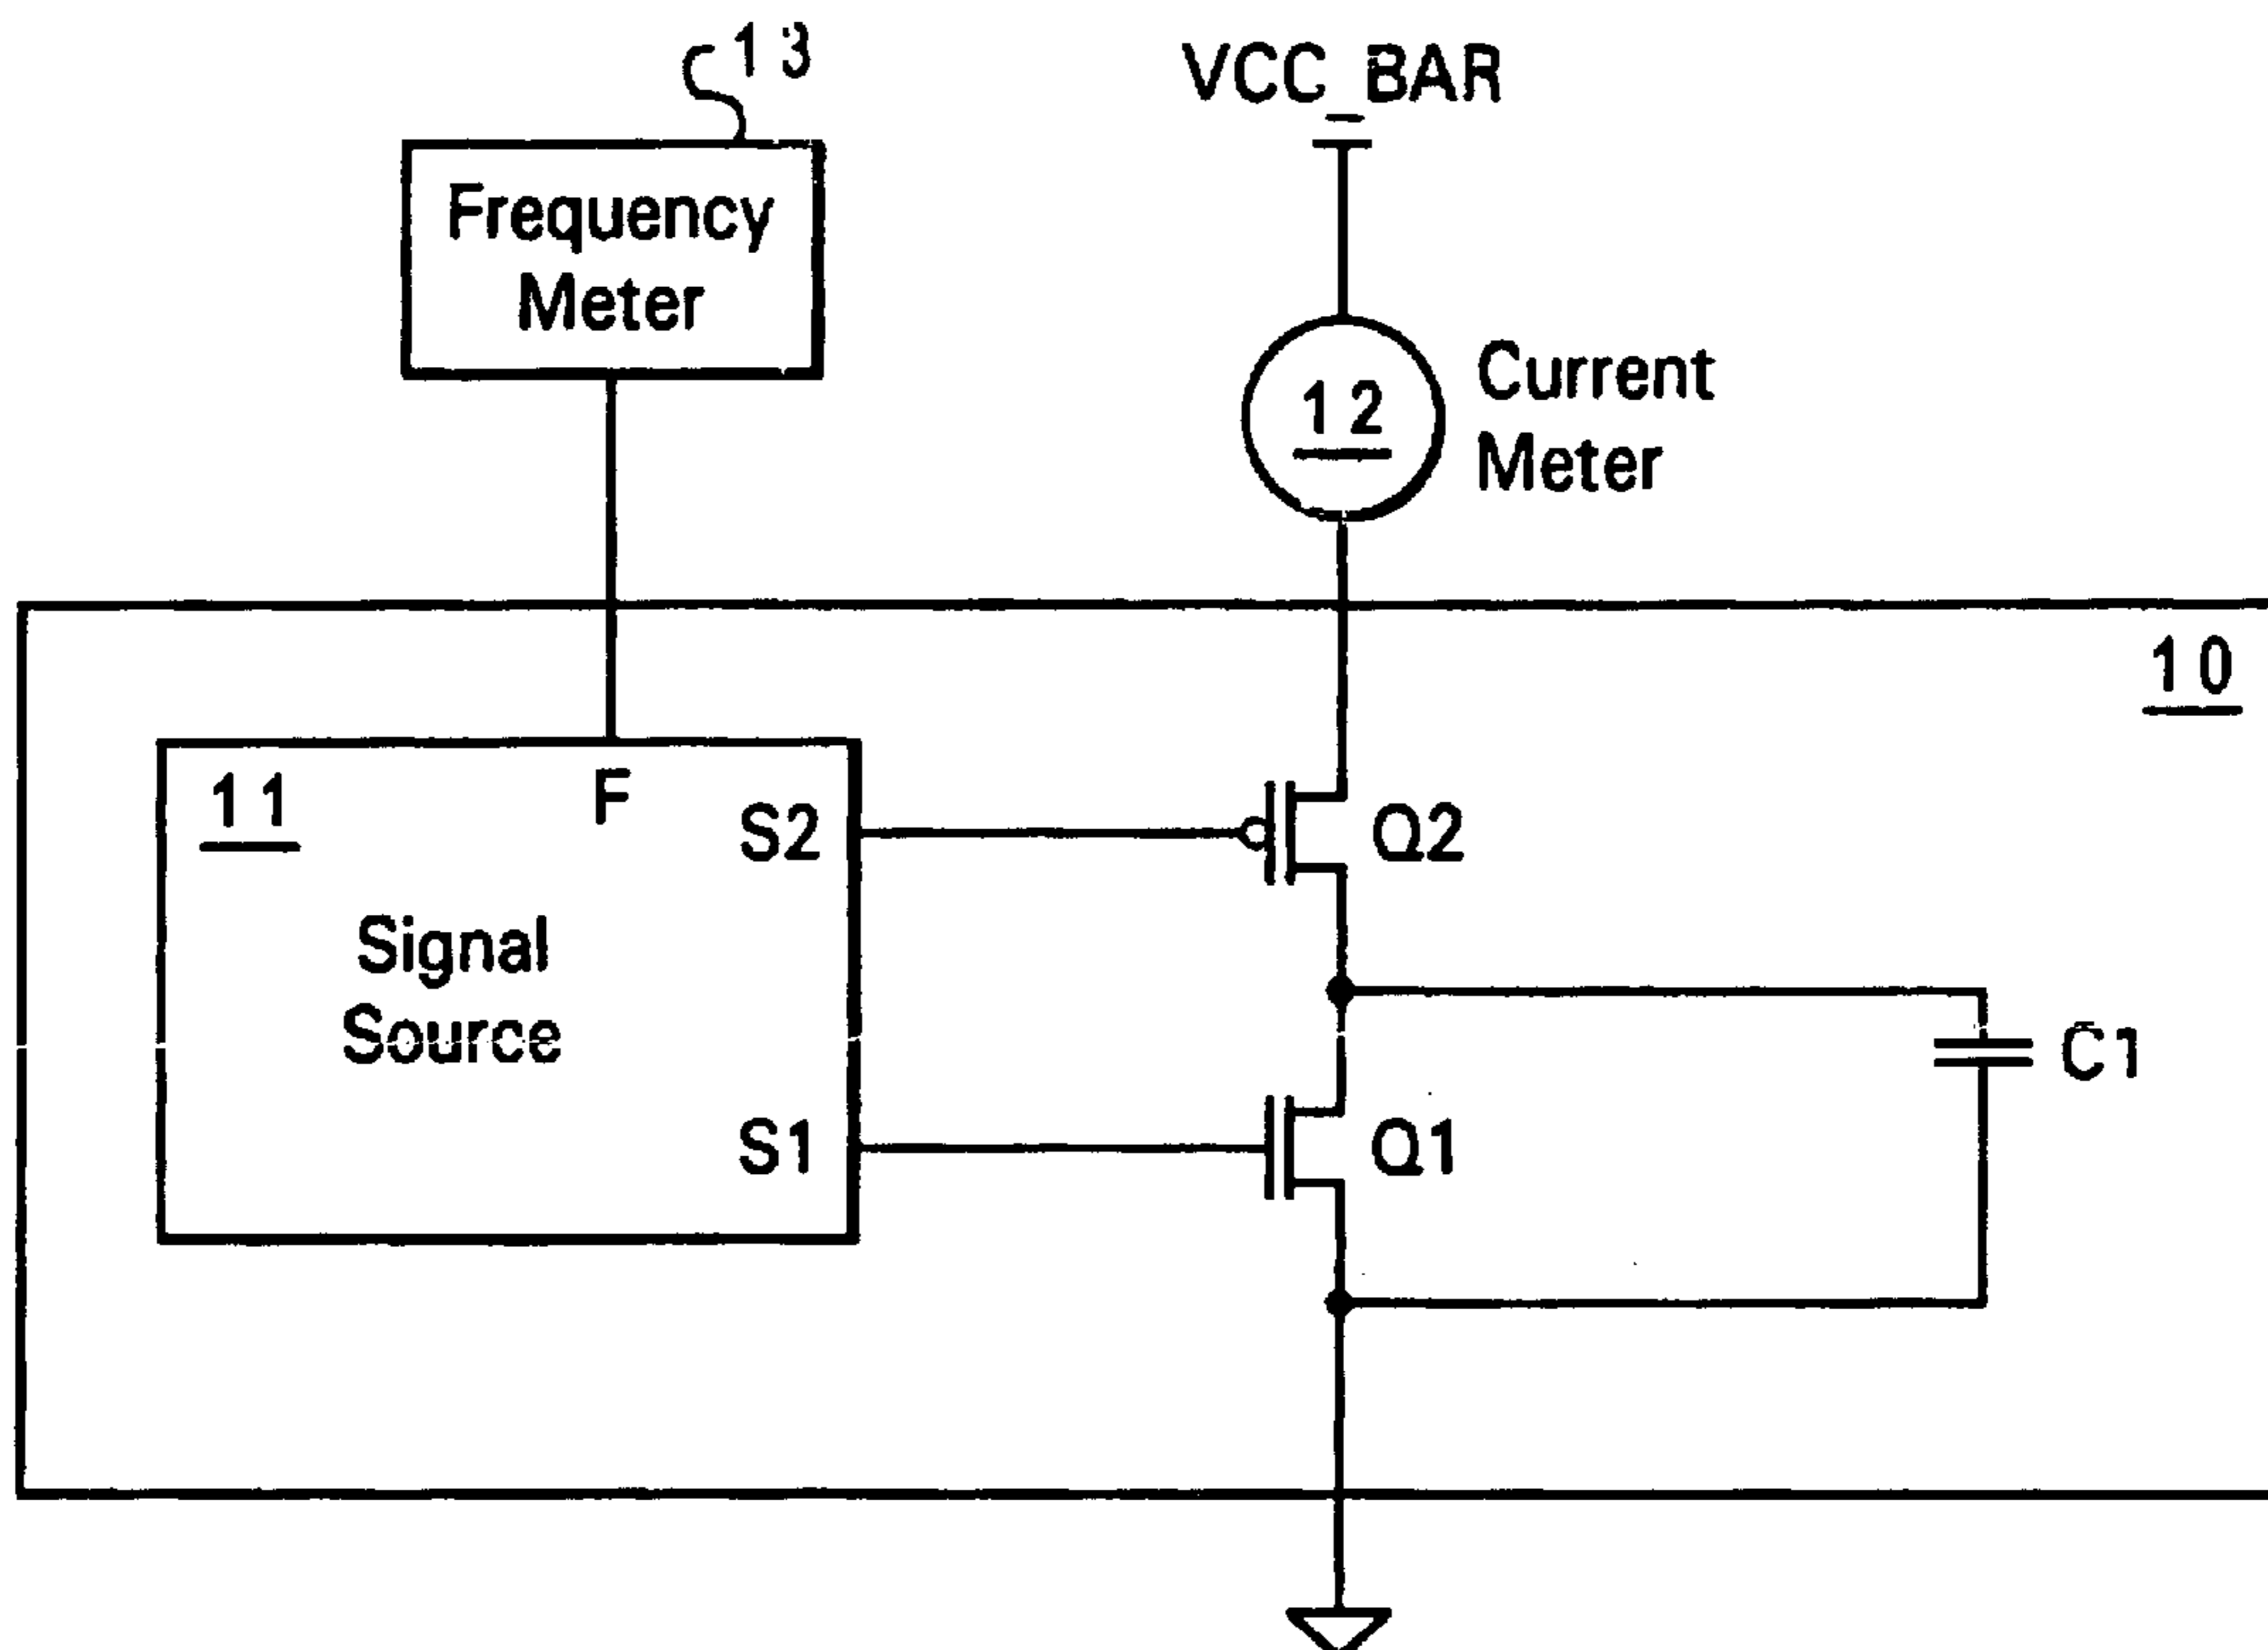 13
VCC_BAR
Frequency
Meter
12
Current
Meter
10
11
F
S2
Q2
Signal
Source
C1
S1
Q1